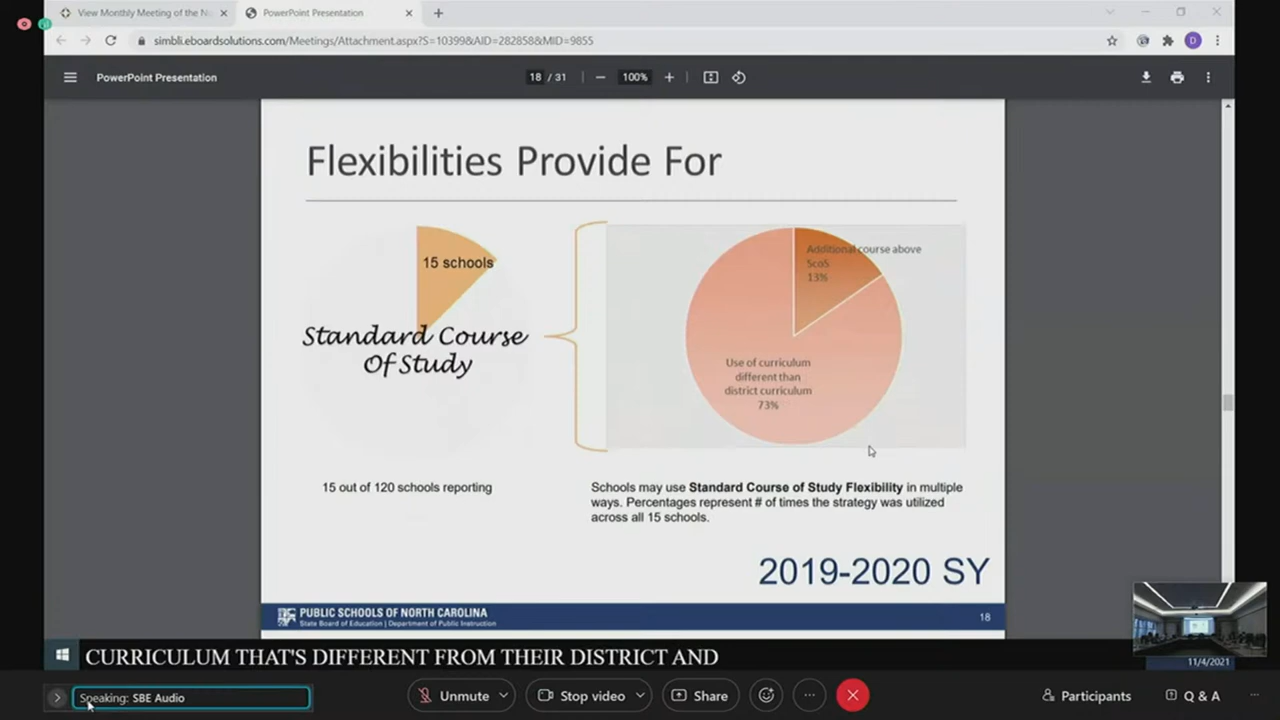 View Monthly Meeting of the N
PowerPoint Presentation
simbli.eboardsolutions.com/Meetings/Attachment.aspx?S=10399&AID=282858&MID=9855
D
PowerPoint Presentation
18 / 31
100%
Flexibilities Provide For
15 schools
Standard Course
Of Study
Additional course above
ScoS
13%
Use of curriculum
different than
district curriculum
73%
15 out of 120 schools reporting
Schools may use Standard Course of Study Flexibility in multiple
ways. Percentages represent # of times the strategy was utilized
across all 15 schools.
2019-2020 SY
PUBLIC SCHOOLS OF NORTH CAROLINA
State Board of Education | Department of Public Instruction
18
CURRICULUM THAT'S DIFFERENT FROM THEIR DISTRICT AND
11/4/2021
Speaking: SBE Audio
Unmute
Stop video
Share
Participants
Q & A